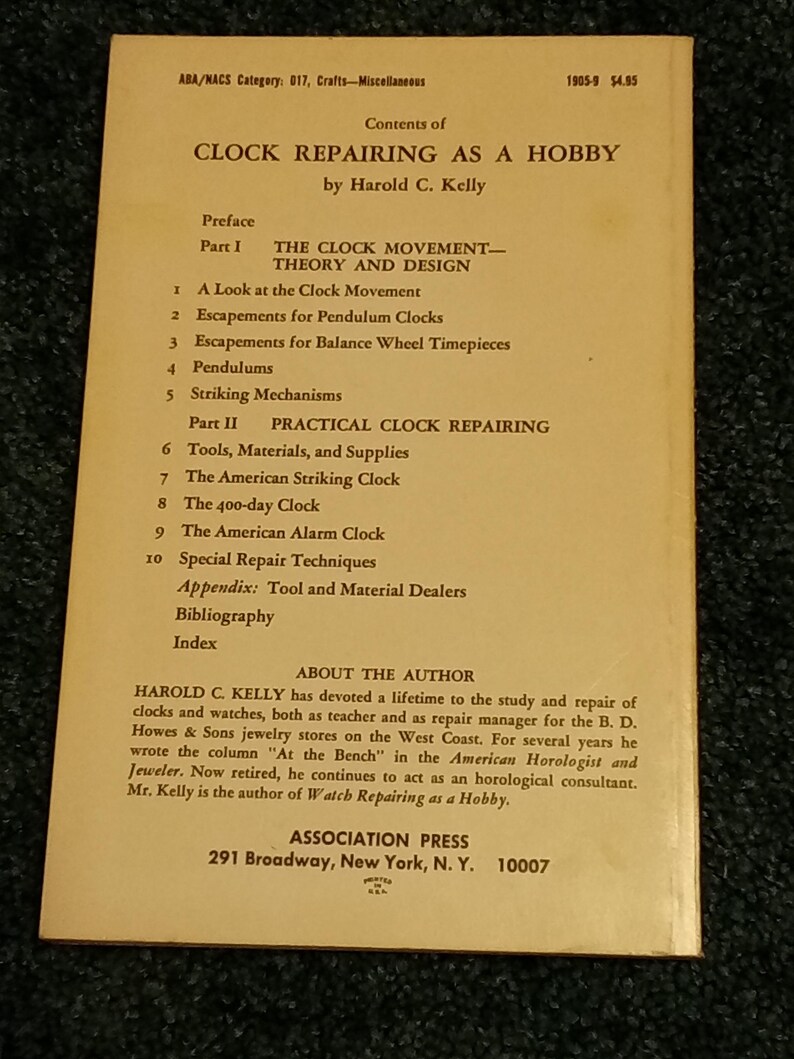 ABA/NACS Category: 017, Crafts—Miscellaneous 1905-9 $4.95
Contents of
CLOCK REPAIRING AS A HOBBY
by Harold C. Kelly
Preface
Part I THE CLOCK MOVEMENT—
THEORY AND DESIGN
1 A Look at the Clock Movement
2 Escapements for Pendulum Clocks
3 Escapements for Balance Wheel Timepieces
4 Pendulums
5 Striking Mechanisms
Part II PRACTICAL CLOCK REPAIRING
6 Tools, Materials, and Supplies
7 The American Striking Clock
8 The 400-day Clock
9 The American Alarm Clock
10 Special Repair Techniques
Appendix: Tool and Material Dealers
Bibliography
Index
ABOUT THE AUTHOR
HAROLD C. KELLY has devoted a lifetime to the study and repair of
clocks and watches, both as teacher and as repair manager for the B. D.
Howes & Sons jewelry stores on the West Coast. For several years he
wrote the column "At the Bench" in the American Horologist and
Jeweler. Now retired, he continues to act as an horological consultant.
Mr. Kelly is the author of Watch Repairing as a Hobby.
ASSOCIATION PRESS
291 Broadway, New York, N. Y. 10007
PRINTED
IN
U.S.A.